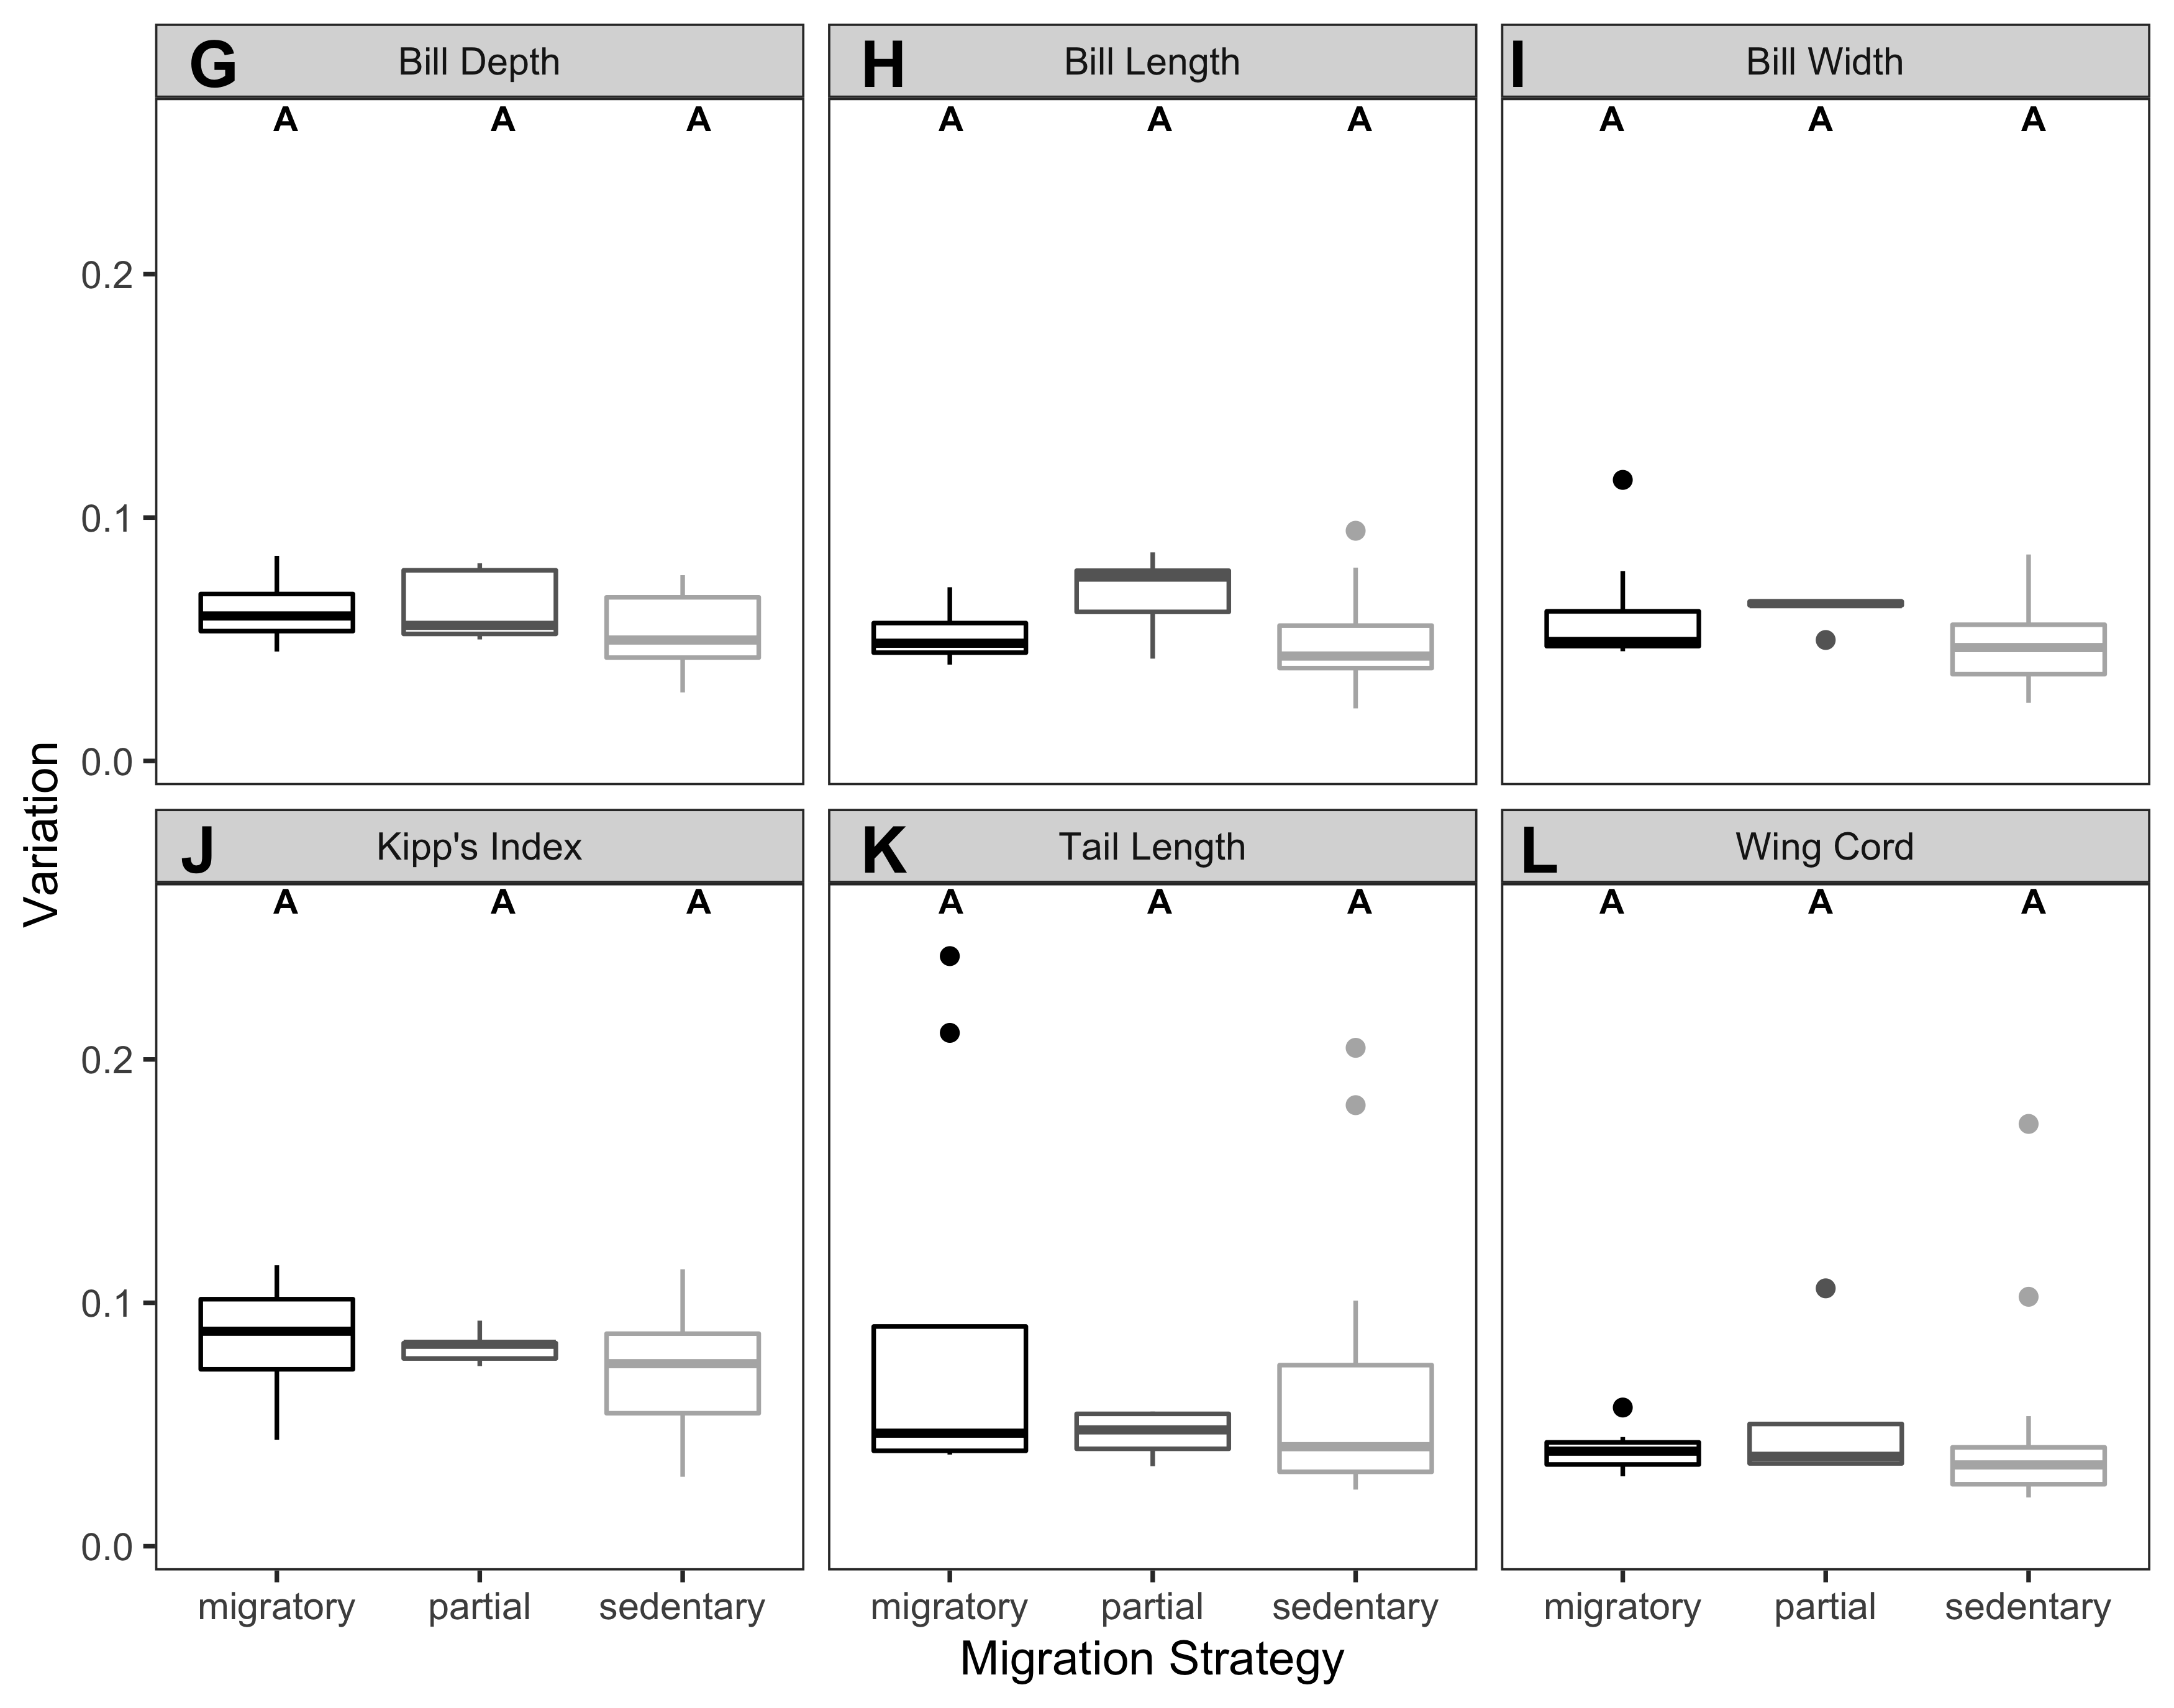 G Bill Depth
H Bill Length
I Bill Width
A A A
A A A
A A A
0.2
0.1
0.0
Variation
J Kipp's Index
K Tail Length
L Wing Cord
A A A
A A A
A A A
0.2
0.1
0.0
migratory partial sedentary
migratory partial sedentary
migratory partial sedentary
Migration Strategy